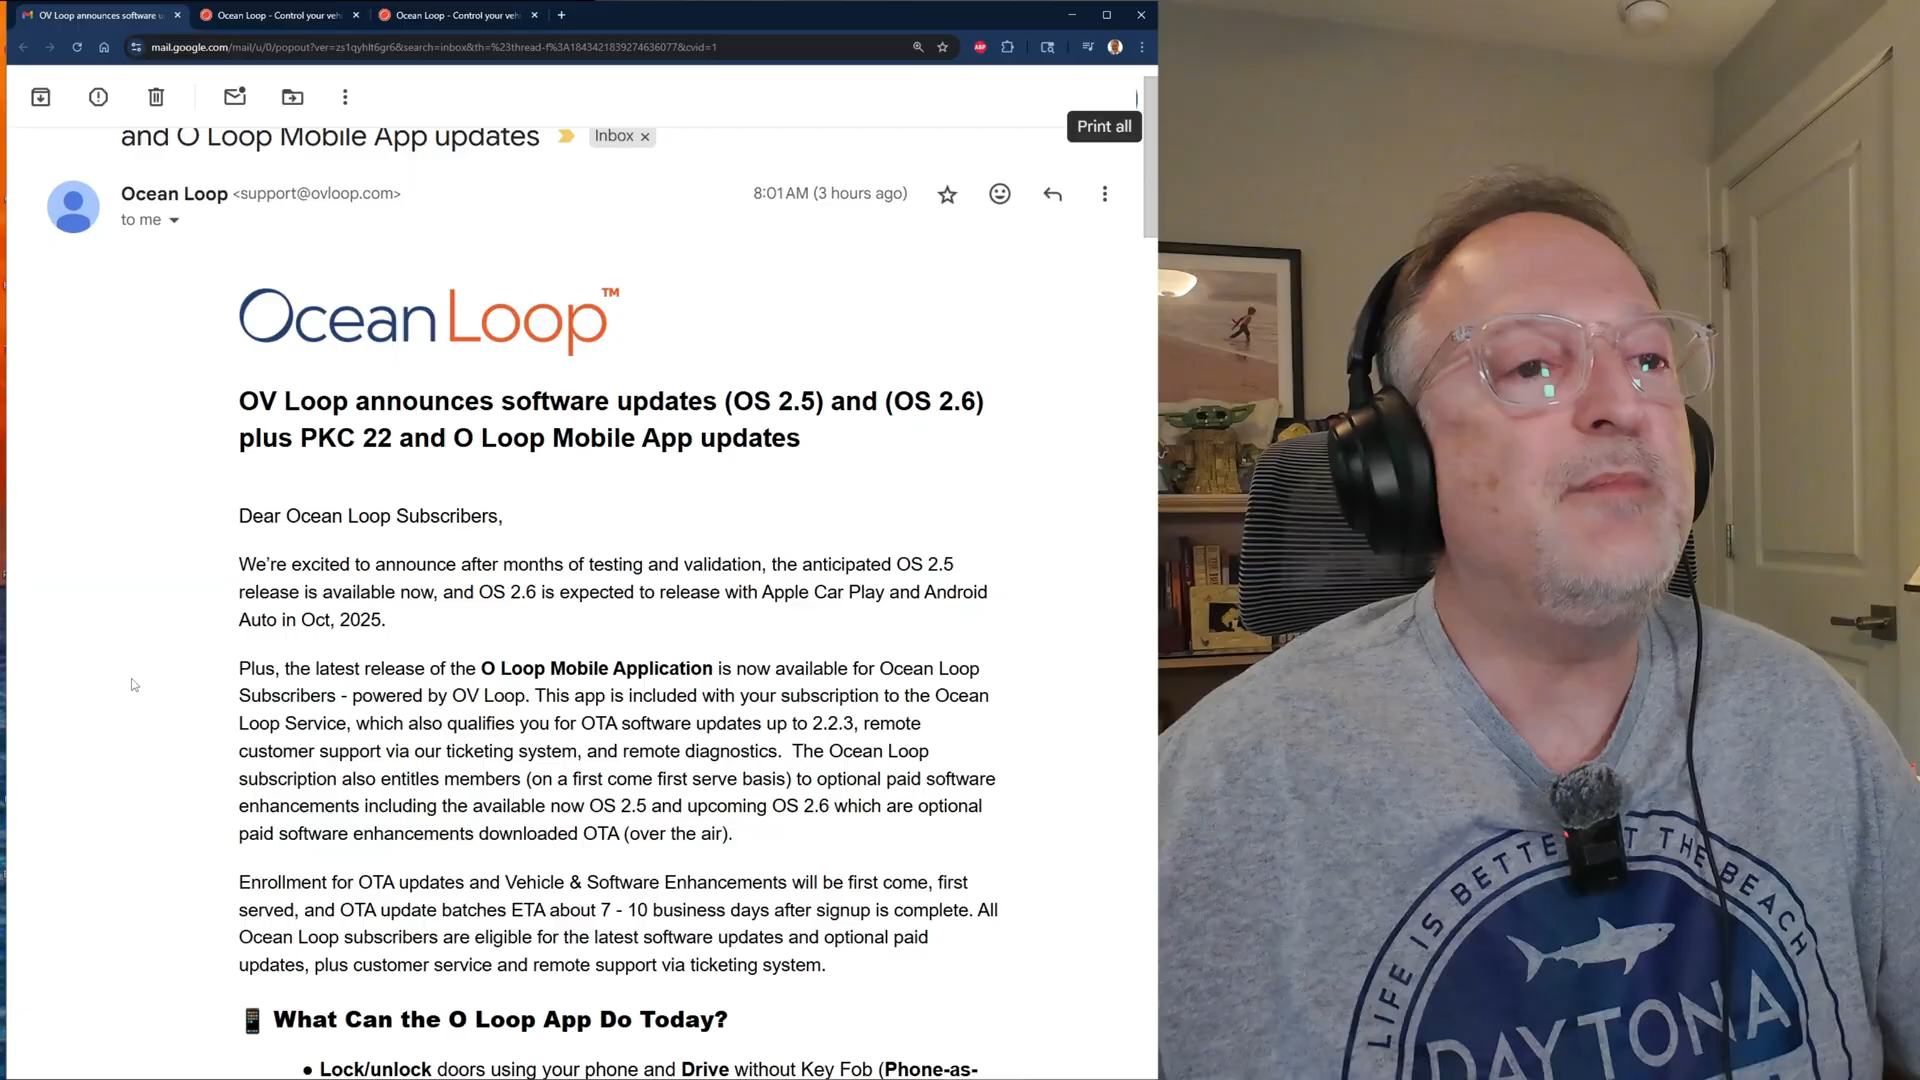 OV Loop announces software u
Ocean Loop - Control your veh
Ocean Loop - Control your veh
mail.google.com/mail/u/0/popout?ver=zs1qyhlt6gr6&search=inbox&th=%23thread-f%3A1843421839274636077&cvid=1
ABP
Print all
and O Loop Mobile App updates
Inbox
Ocean Loop <support@ovloop.com>
8:01 AM (3 hours ago)
to me
Ocean Loop™
OV Loop announces software updates (OS 2.5) and (OS 2.6)
plus PKC 22 and O Loop Mobile App updates
Dear Ocean Loop Subscribers,
We're excited to announce after months of testing and validation, the anticipated OS 2.5
release is available now, and OS 2.6 is expected to release with Apple Car Play and Android
Auto in Oct, 2025.
Plus, the latest release of the O Loop Mobile Application is now available for Ocean Loop
Subscribers - powered by OV Loop. This app is included with your subscription to the Ocean
Loop Service, which also qualifies you for OTA software updates up to 2.2.3, remote
customer support via our ticketing system, and remote diagnostics.  The Ocean Loop
subscription also entitles members (on a first come first serve basis) to optional paid software
enhancements including the available now OS 2.5 and upcoming OS 2.6 which are optional
paid software enhancements downloaded OTA (over the air).
Enrollment for OTA updates and Vehicle & Software Enhancements will be first come, first
served, and OTA update batches ETA about 7 - 10 business days after signup is complete. All
Ocean Loop subscribers are eligible for the latest software updates and optional paid
updates, plus customer service and remote support via ticketing system.
What Can the O Loop App Do Today?
● Lock/unlock doors using your phone and Drive without Key Fob (Phone-as-
LIFE IS BETTE T THE BEACH
DAYTONA